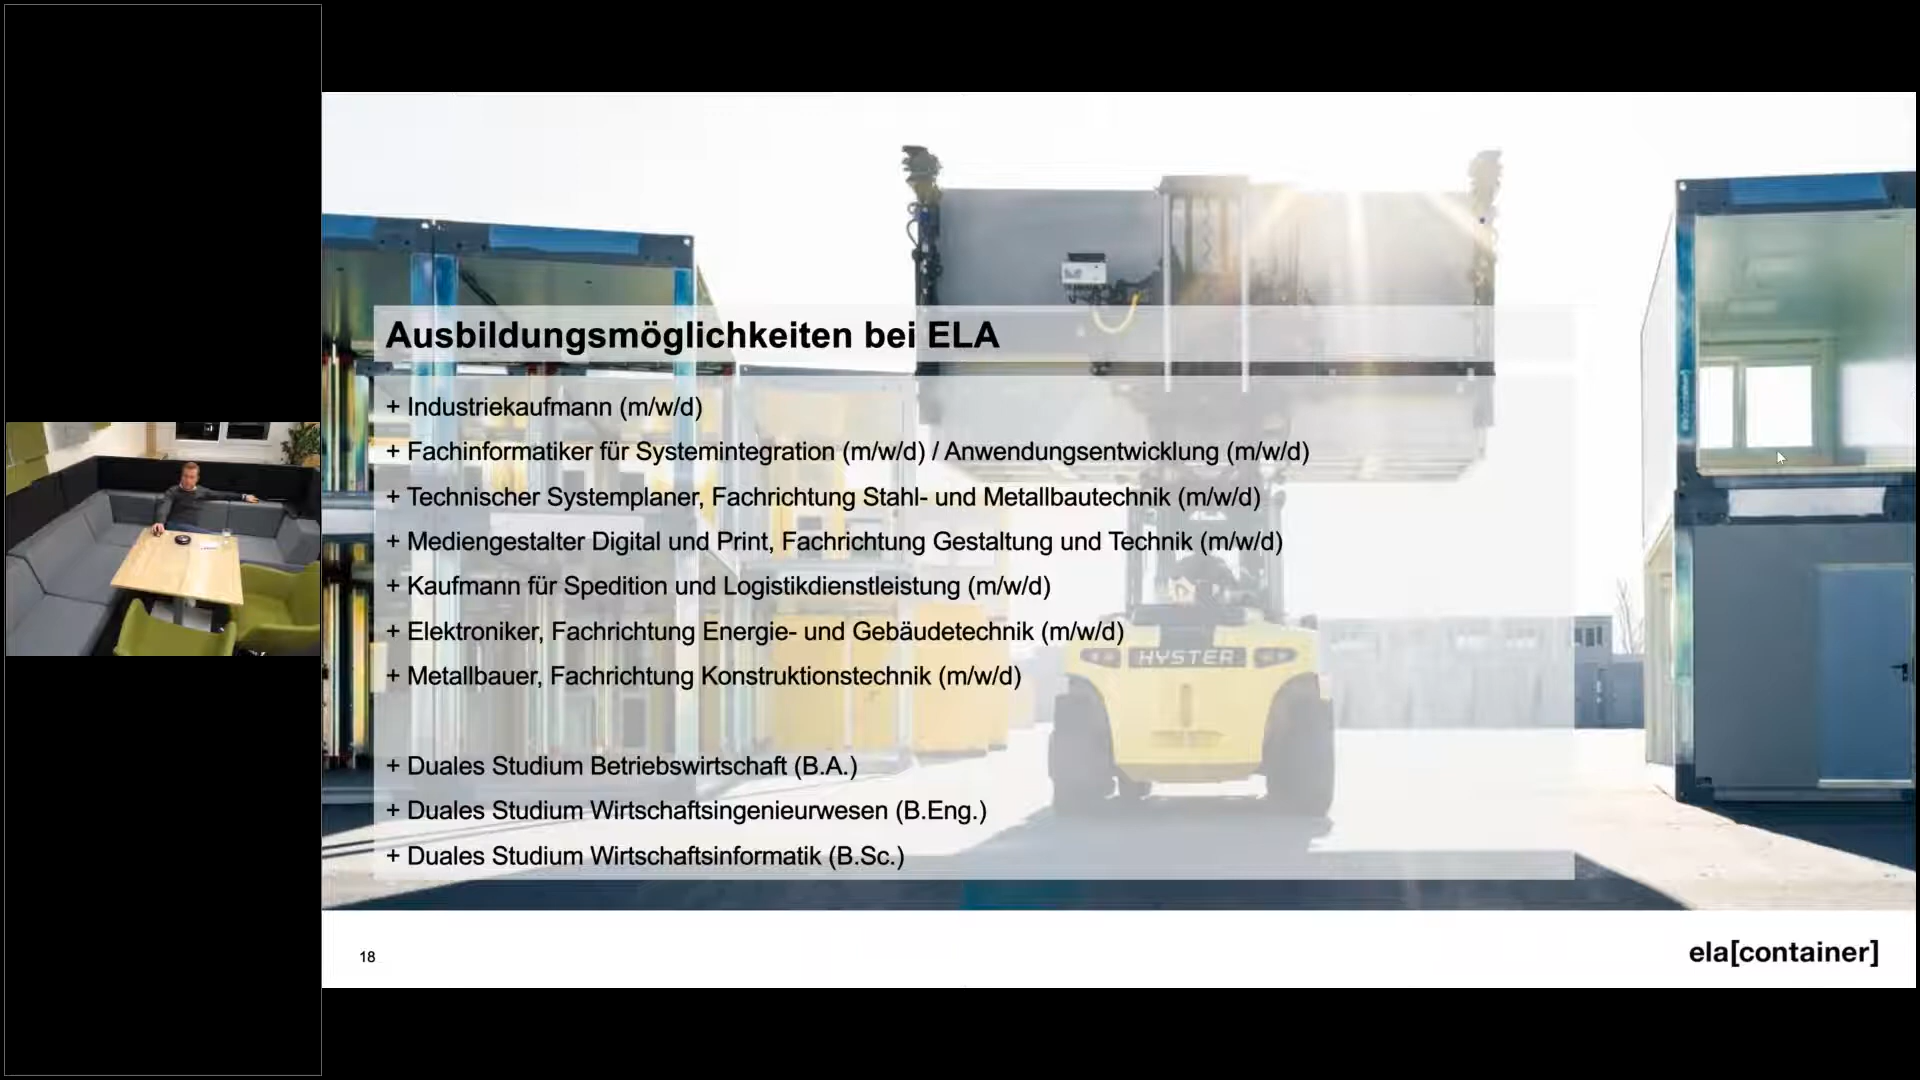 Ausbildungsmöglichkeiten bei ELA
+ Industriekaufmann (m/w/d)
+ Fachinformatiker für Systemintegration (m/w/d) / Anwendungsentwicklung (m/w/d)
+ Technischer Systemplaner, Fachrichtung Stahl- und Metallbautechnik (m/w/d)
+ Mediengestalter Digital und Print, Fachrichtung Gestaltung und Technik (m/w/d)
+ Kaufmann für Spedition und Logistikdienstleistung (m/w/d)
+ Elektroniker, Fachrichtung Energie- und Gebäudetechnik (m/w/d)
HYSTER
+ Metallbauer, Fachrichtung Konstruktionstechnik (m/w/d)
+ Duales Studium Betriebswirtschaft (B.A.)
+ Duales Studium Wirtschaftsingenieurwesen (B.Eng.)
+ Duales Studium Wirtschaftsinformatik (B.Sc.)
18
ela[container]